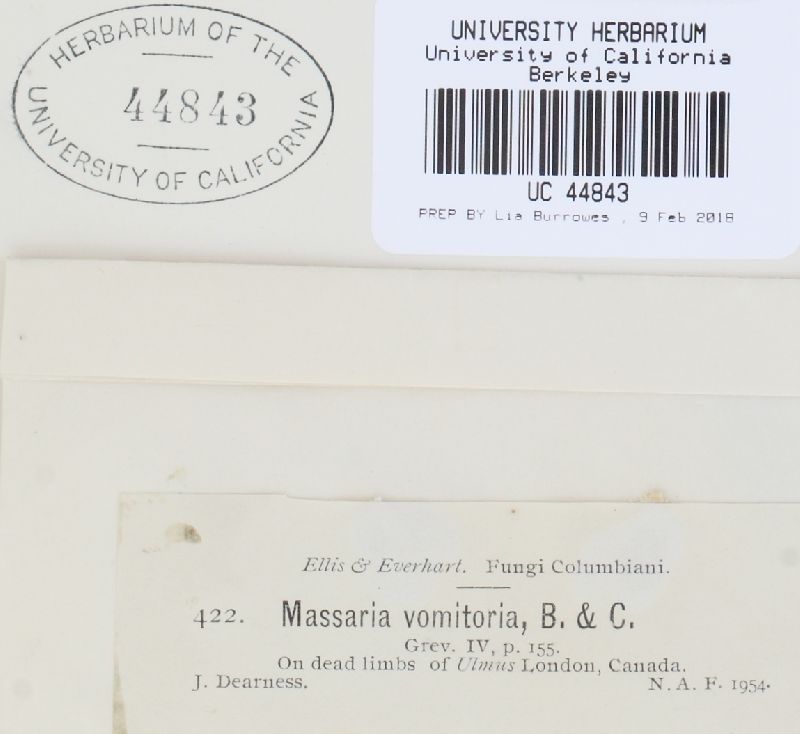 HERBARIUM OF THE
44843
UNIVERSITY OF CALIFORNIA
UNIVERSITY HERBARIUM
University of California
Berkeley
UC 44843
PREP BY Lia Burrowes , 9 Feb 2018
Ellis & Everhart. Fungi Columbiani.
422. Massaria vomitoria, B. & C.
Grev. IV, p. 155.
On dead limbs of Ulmus London, Canada.
J. Dearness. N. A. F. 1954.